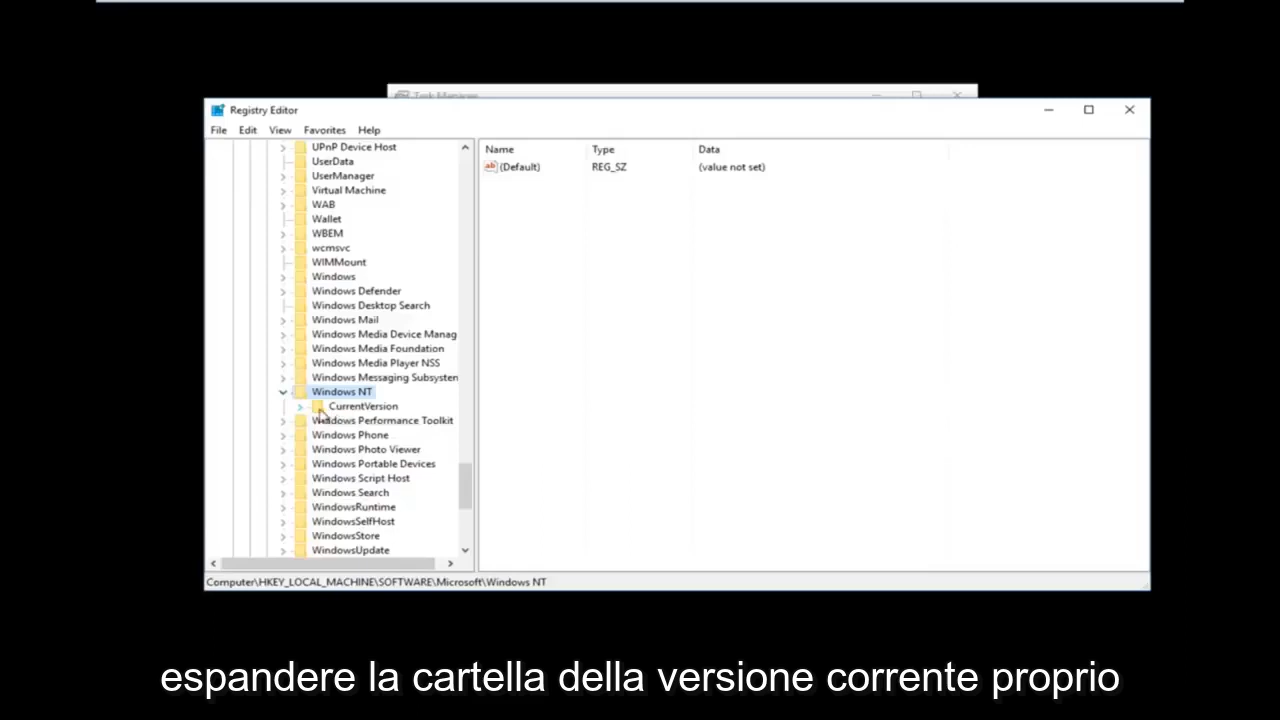 Task Manager
Registry Editor
File Edit View Favorites Help
UPnP Device Host
UserData
UserManager
Virtual Machine
WAB
Wallet
WBEM
wcmsvc
WIMMount
Windows
Windows Defender
Windows Desktop Search
Windows Mail
Windows Media Device Manag
Windows Media Foundation
Windows Media Player NSS
Windows Messaging Subsysten
Windows NT
CurrentVersion
Windows Performance Toolkit
Windows Phone
Windows Photo Viewer
Windows Portable Devices
Windows Script Host
Windows Search
WindowsRuntime
WindowsSelfHost
WindowsStore
WindowsUpdate
Name Type Data
ab (Default) REG_SZ (value not set)
Computer\HKEY_LOCAL_MACHINE\SOFTWARE\Microsoft\Windows NT
espandere la cartella della versione corrente proprio